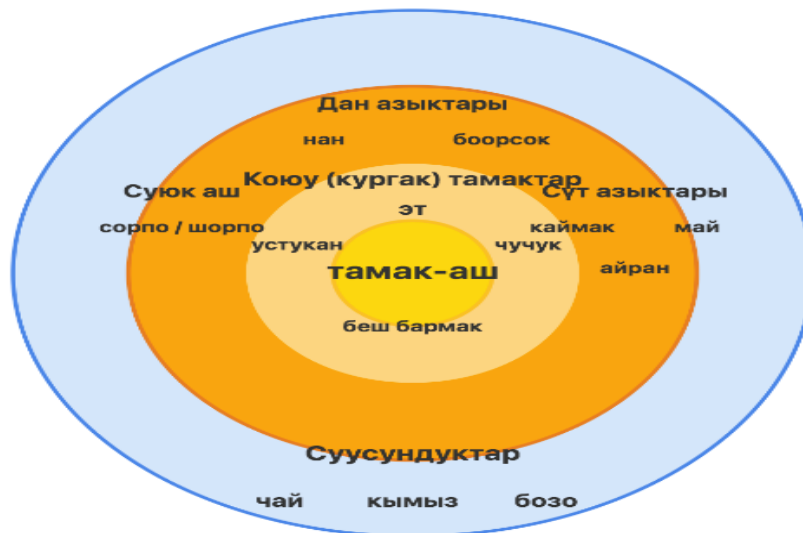 Дан азыктары
нан боорсок
Коюу (кургак) тамактар
Суюк аш Сүт азыктары
эт
сорпо / шорпо каймак май
устукан чучук
тамак-аш айран
беш бармак
Суусундуктар
чай кымыз бозо